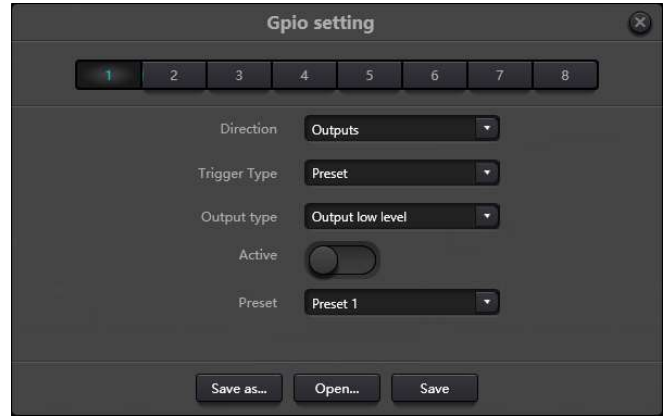 Gpio setting
1 2 3 4 5 6 7 8
Direction Outputs
Trigger Type Preset
Output type Output low level
Active
Preset Preset 1
Save as... Open... Save